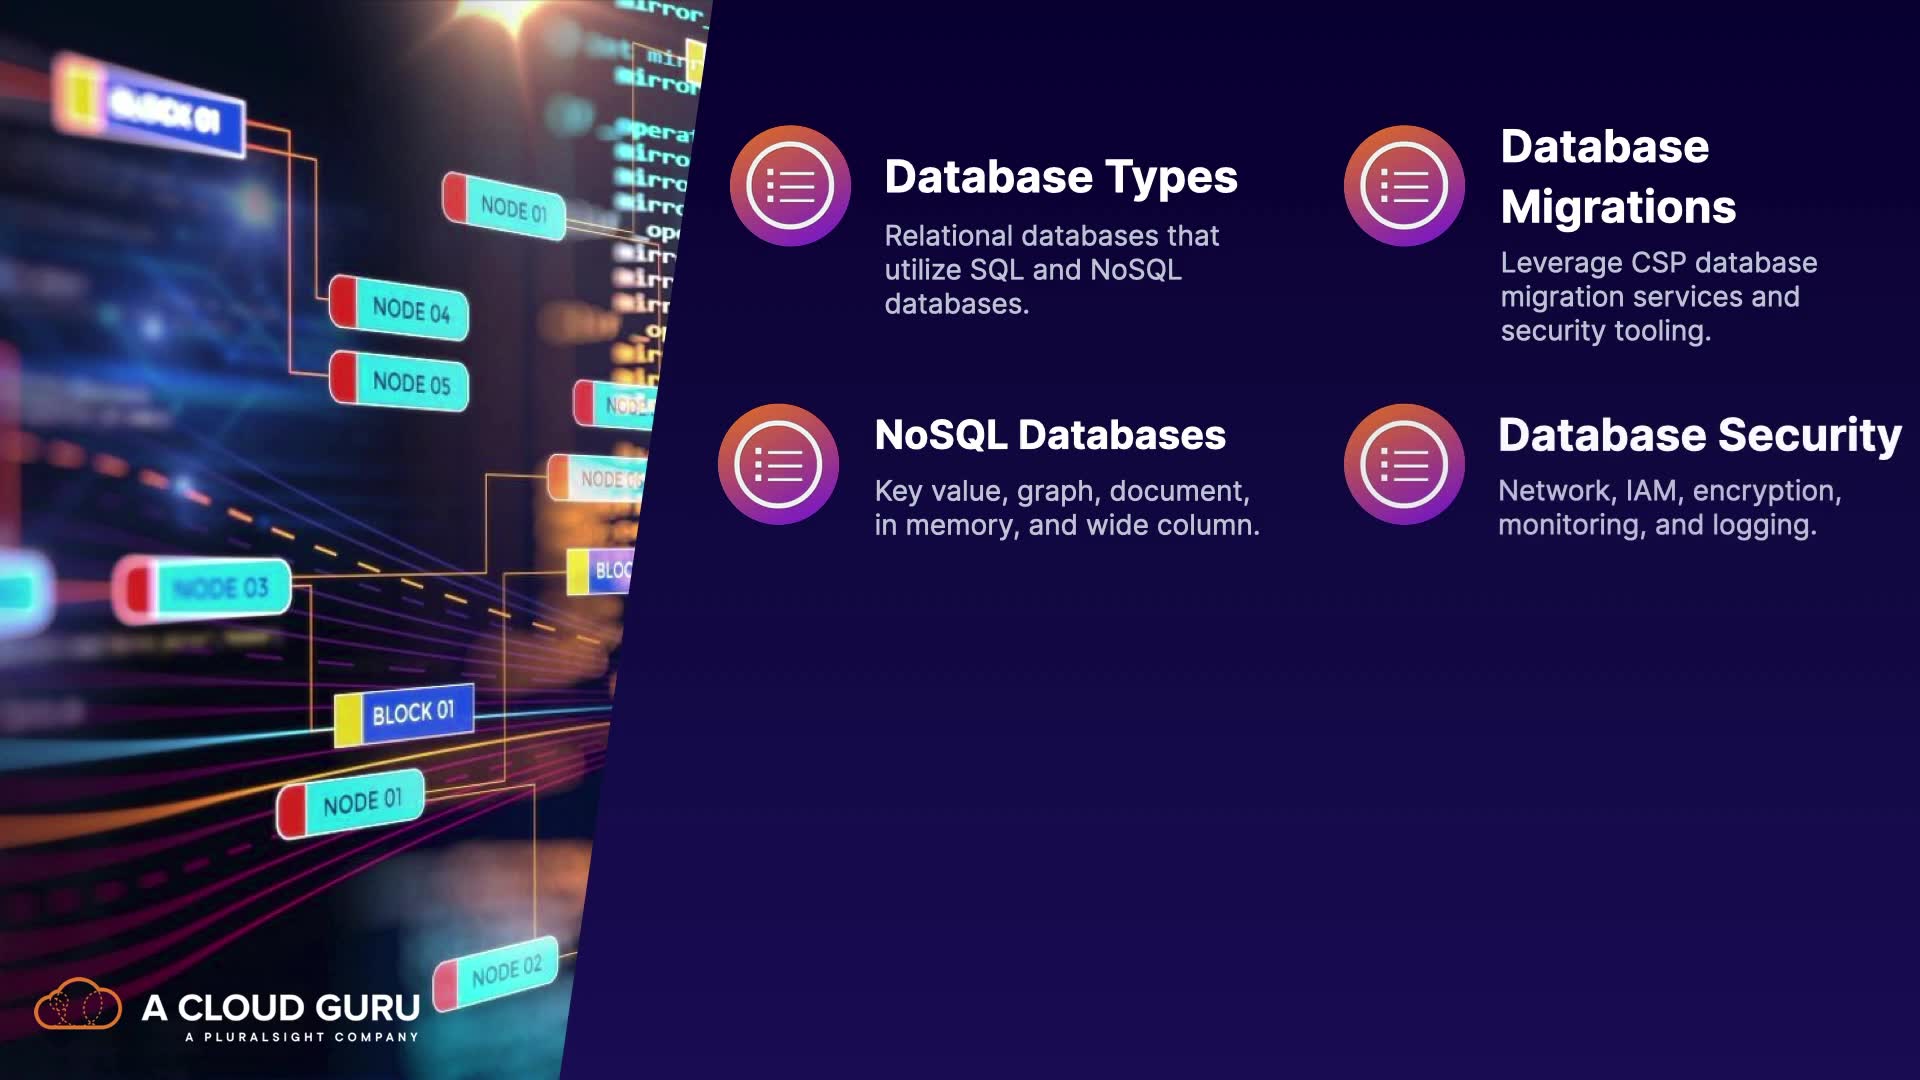 Database Types
Relational databases that
utilize SQL and NoSQL
databases.
Database
Migrations
Leverage CSP database
migration services and
security tooling.
NoSQL Databases
Key value, graph, document,
in memory, and wide column.
Database Security
Network, IAM, encryption,
monitoring, and logging.
BLOCK 01
NODE 01
NODE 04
NODE 05
NODE 03
BLOCK 01
NODE 01
NODE 02
A CLOUD GURU
A PLURALSIGHT COMPANY